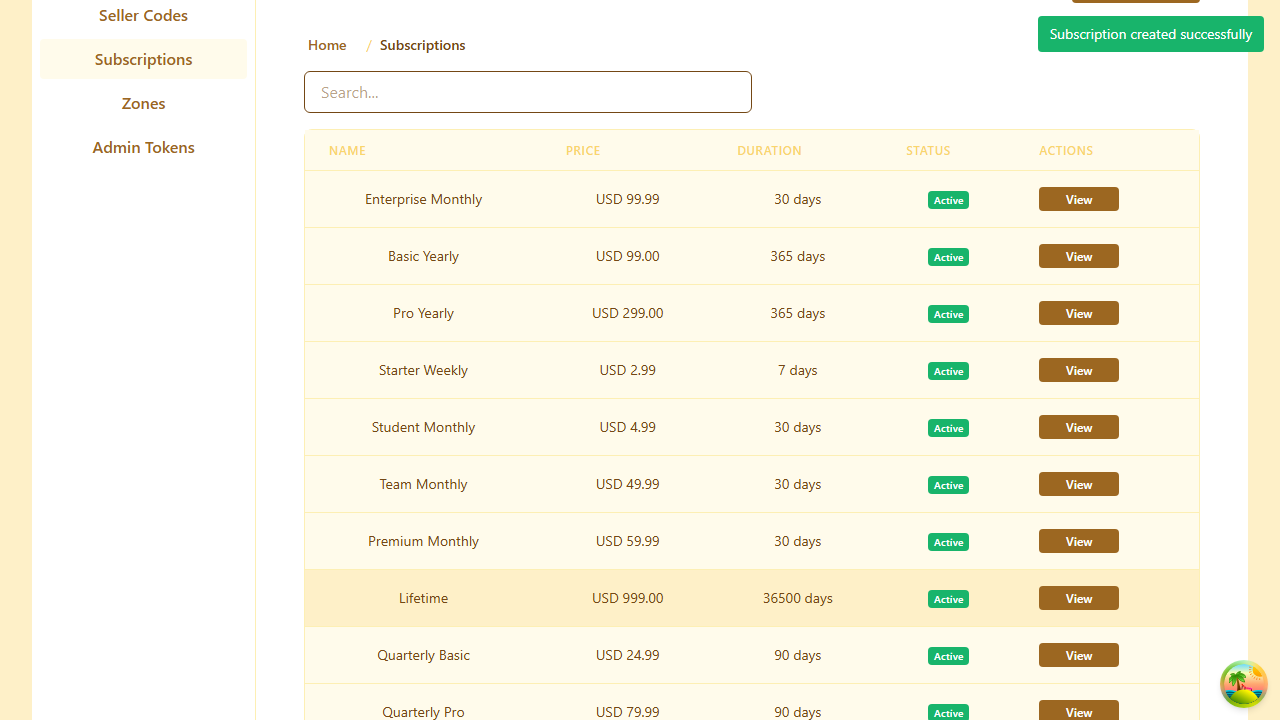 Seller Codes
Subscriptions
Zones
Admin Tokens
Subscription created successfully
Home / Subscriptions
Search...
NAME PRICE DURATION STATUS ACTIONS
Enterprise Monthly USD 99.99 30 days Active View
Basic Yearly USD 99.00 365 days Active View
Pro Yearly USD 299.00 365 days Active View
Starter Weekly USD 2.99 7 days Active View
Student Monthly USD 4.99 30 days Active View
Team Monthly USD 49.99 30 days Active View
Premium Monthly USD 59.99 30 days Active View
Lifetime USD 999.00 36500 days Active View
Quarterly Basic USD 24.99 90 days Active View
Quarterly Pro USD 79.99 90 days Active View